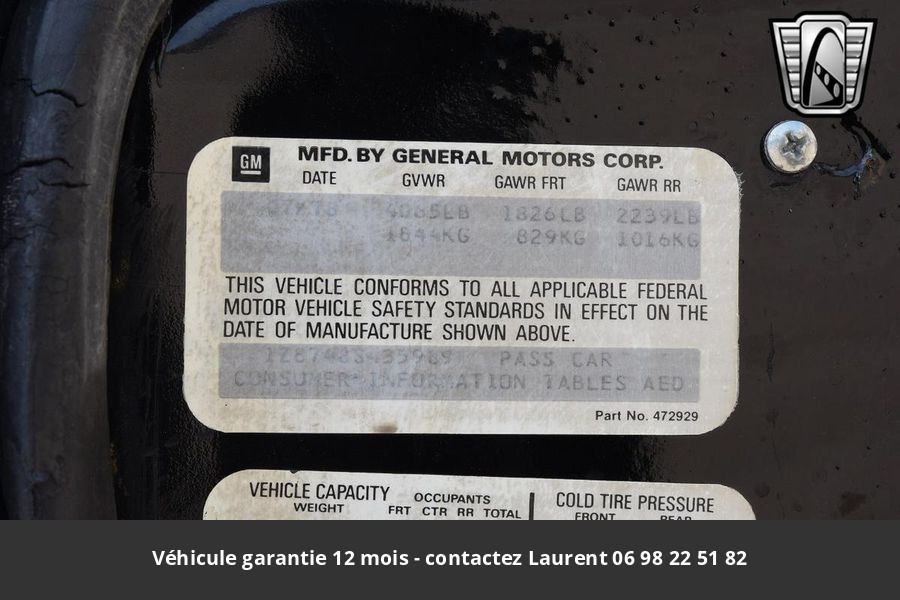 GM
MFD. BY GENERAL MOTORS CORP.
DATE GVWR GAWR FRT GAWR RR
4085LB 1826LB 2239LB
1844KG 829KG 1016KG
THIS VEHICLE CONFORMS TO ALL APPLICABLE FEDERAL
MOTOR VEHICLE SAFETY STANDARDS IN EFFECT ON THE
DATE OF MANUFACTURE SHOWN ABOVE.
PASS CAR
CONSUMER INFORMATION TABLES AED
Part No. 472929
VEHICLE CAPACITY OCCUPANTS COLD TIRE PRESSURE
WEIGHT FRT CTR RR TOTAL FRONT REAR
Véhicule garantie 12 mois - contactez Laurent 06 98 22 51 82